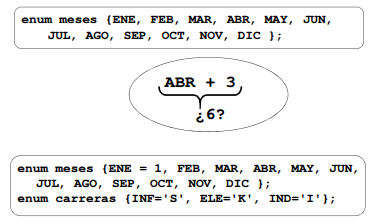 enum meses {ENE, FEB, MAR, ABR, MAY, JUN,
JUL, AGO, SEP, OCT, NOV, DIC };
ABR + 3
¿6?
enum meses {ENE = 1, FEB, MAR, ABR, MAY, JUN,
JUL, AGO, SEP, OCT, NOV, DIC };
enum carreras {INF='S', ELE='K', IND='I'};